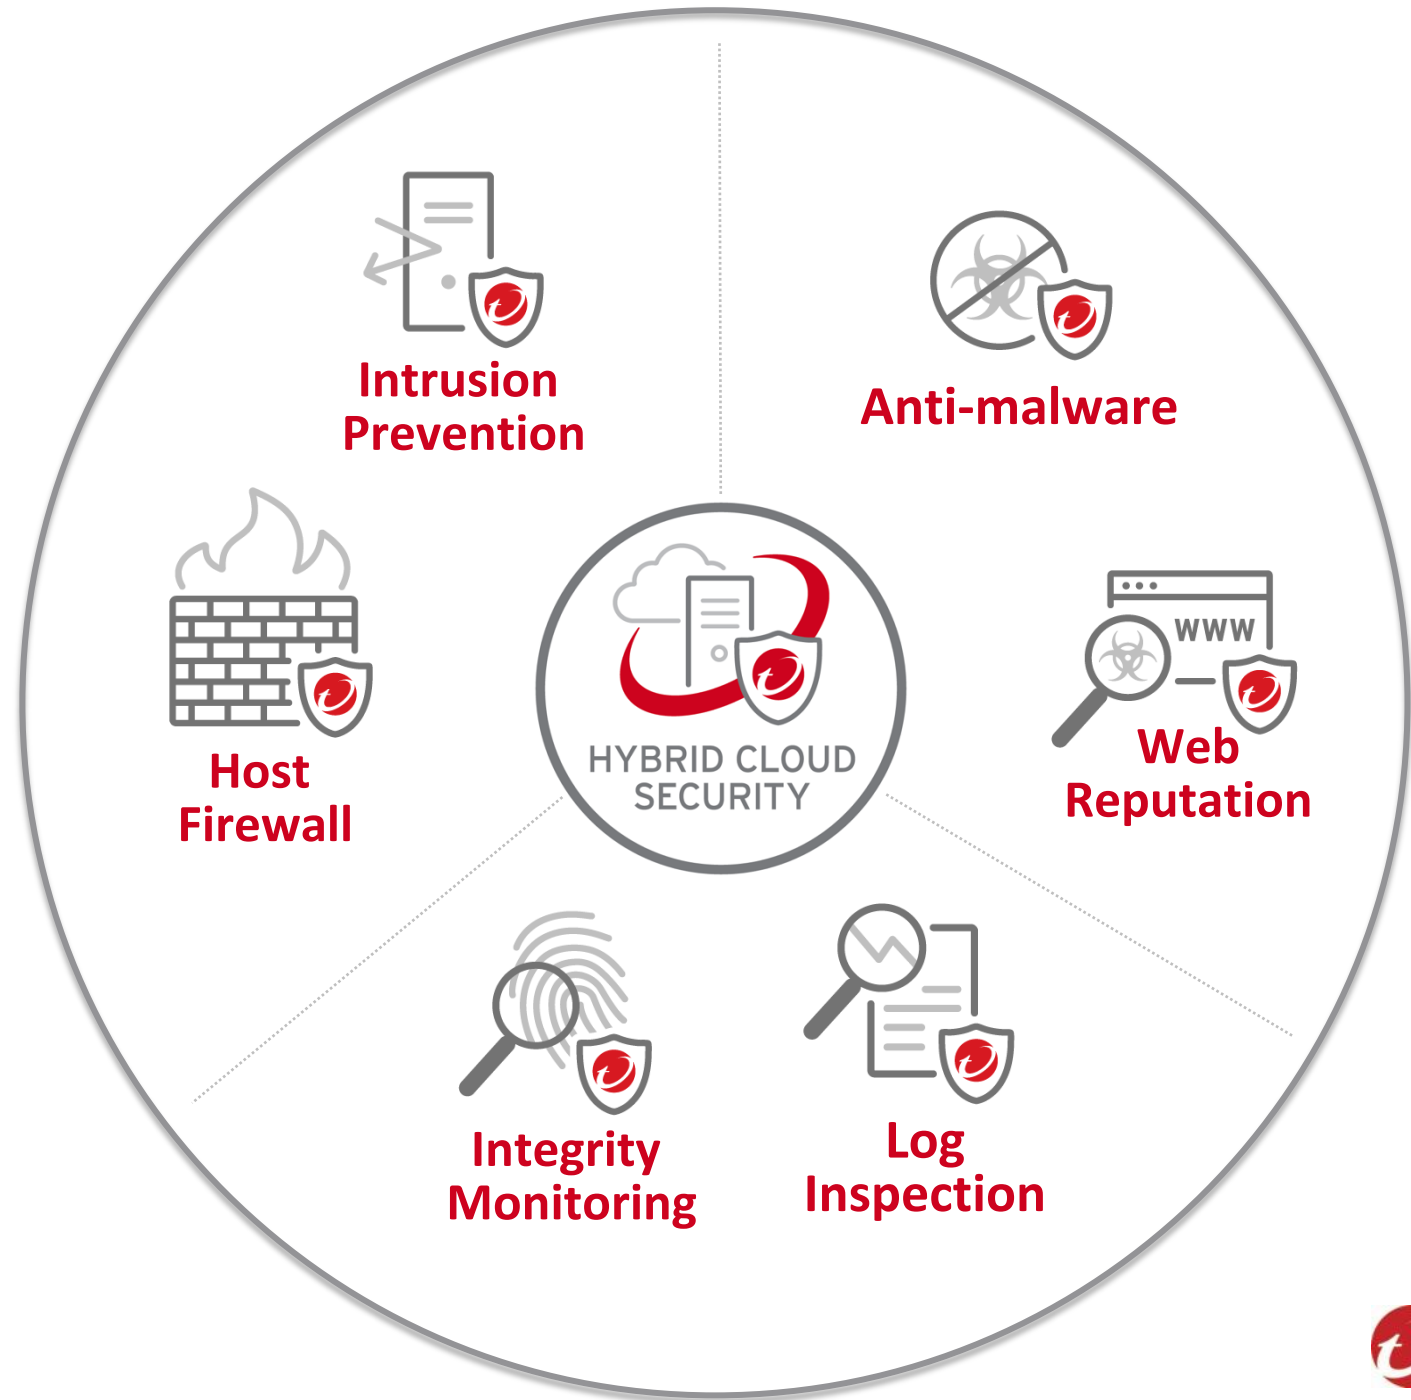 Intrusion
Prevention
Anti-malware
Host
Firewall
HYBRID CLOUD
SECURITY
WWW
Web
Reputation
Integrity
Monitoring
Log
Inspection